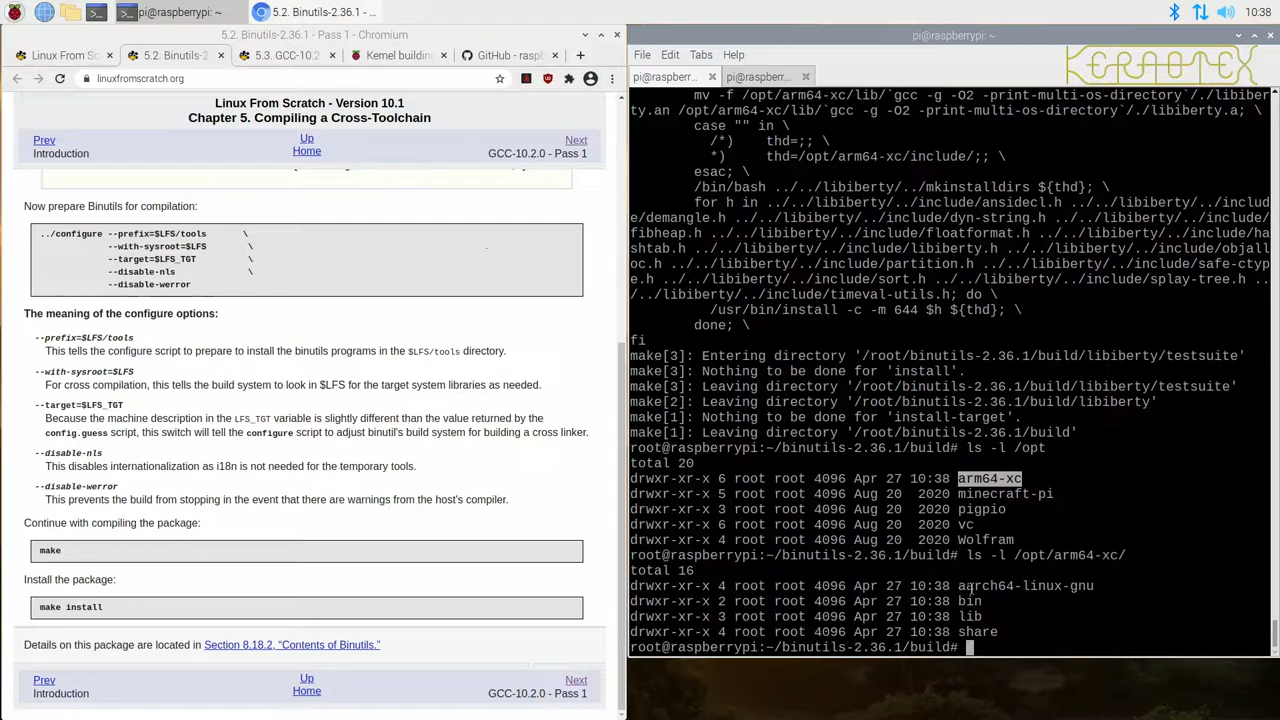 pi@raspberrypi: ~
5.2. Binutils-2.36.1 - ...
10:38
5.2. Binutils-2.36.1 - Pass 1 - Chromium
Linux From Sc
5.2. Binutils-2
5.3. GCC-10.2
Kernel building
GitHub - raspb
linuxfromscratch.org
Linux From Scratch - Version 10.1
Chapter 5. Compiling a Cross-Toolchain
Prev
Up
Next
Introduction
Home
GCC-10.2.0 - Pass 1
Now prepare Binutils for compilation:
../configure --prefix=$LFS/tools \
--with-sysroot=$LFS \
--target=$LFS_TGT \
--disable-nls \
--disable-werror
The meaning of the configure options:
--prefix=$LFS/tools
This tells the configure script to prepare to install the binutils programs in the $LFS/tools directory.
--with-sysroot=$LFS
For cross compilation, this tells the build system to look in $LFS for the target system libraries as needed.
--target=$LFS_TGT
Because the machine description in the LFS_TGT variable is slightly different than the value returned by the
config.guess script, this switch will tell the configure script to adjust binutil's build system for building a cross linker.
--disable-nls
This disables internationalization as i18n is not needed for the temporary tools.
--disable-werror
This prevents the build from stopping in the event that there are warnings from the host's compiler.
Continue with compiling the package:
make
Install the package:
make install
Details on this package are located in Section 8.18.2, “Contents of Binutils.”
Prev
Up
Next
Introduction
Home
GCC-10.2.0 - Pass 1
pi@raspberrypi: ~
File Edit Tabs Help
KERAOTEX
pi@raspberr...
pi@raspberr...
mv -f /opt/arm64-xc/lib/`gcc -g -O2 -print-multi-os-directory`/./libiber
ty.an /opt/arm64-xc/lib/`gcc -g -O2 -print-multi-os-directory`/./liberty.a; \
case "" in \
/*) thd=;; \
*) thd=/opt/arm64-xc/include/;; \
esac; \
/bin/bash ../../libiberty/../mkinstalldirs ${thd}; \
for h in ../../libiberty/../include/ansidecl.h ../../libiberty/../includ
e/demangle.h ../../libiberty/../include/dyn-string.h ../../libiberty/../include/
fibheap.h ../../libiberty/../include/floatformat.h ../../libiberty/../include/ha
shtab.h ../../libiberty/../include/libiberty.h ../../libiberty/../include/objall
oc.h ../../libiberty/../include/partition.h ../../libiberty/../include/safe-ctyp
e.h ../../libiberty/../include/sort.h ../../libiberty/../include/splay-tree.h ..
/../libiberty/../include/timeval-utils.h; do \
/usr/bin/install -c -m 644 $h ${thd}; \
done; \
fi
make[3]: Entering directory '/root/binutils-2.36.1/build/libiberty/testsuite'
make[3]: Nothing to be done for 'install'.
make[3]: Leaving directory '/root/binutils-2.36.1/build/libiberty/testsuite'
make[2]: Leaving directory '/root/binutils-2.36.1/build/libiberty'
make[1]: Nothing to be done for 'install-target'.
make[1]: Leaving directory '/root/binutils-2.36.1/build'
root@raspberrypi:~/binutils-2.36.1/build# ls -l /opt
total 20
drwxr-xr-x 6 root root 4096 Apr 27 10:38 arm64-xc
drwxr-xr-x 5 root root 4096 Aug 20 2020 minecraft-pi
drwxr-xr-x 3 root root 4096 Aug 20 2020 pigpio
drwxr-xr-x 6 root root 4096 Aug 20 2020 vc
drwxr-xr-x 4 root root 4096 Aug 20 2020 Wolfram
root@raspberrypi:~/binutils-2.36.1/build# ls -l /opt/arm64-xc/
total 16
drwxr-xr-x 4 root root 4096 Apr 27 10:38 aarch64-linux-gnu
drwxr-xr-x 2 root root 4096 Apr 27 10:38 bin
drwxr-xr-x 3 root root 4096 Apr 27 10:38 lib
drwxr-xr-x 4 root root 4096 Apr 27 10:38 share
root@raspberrypi:~/binutils-2.36.1/build#